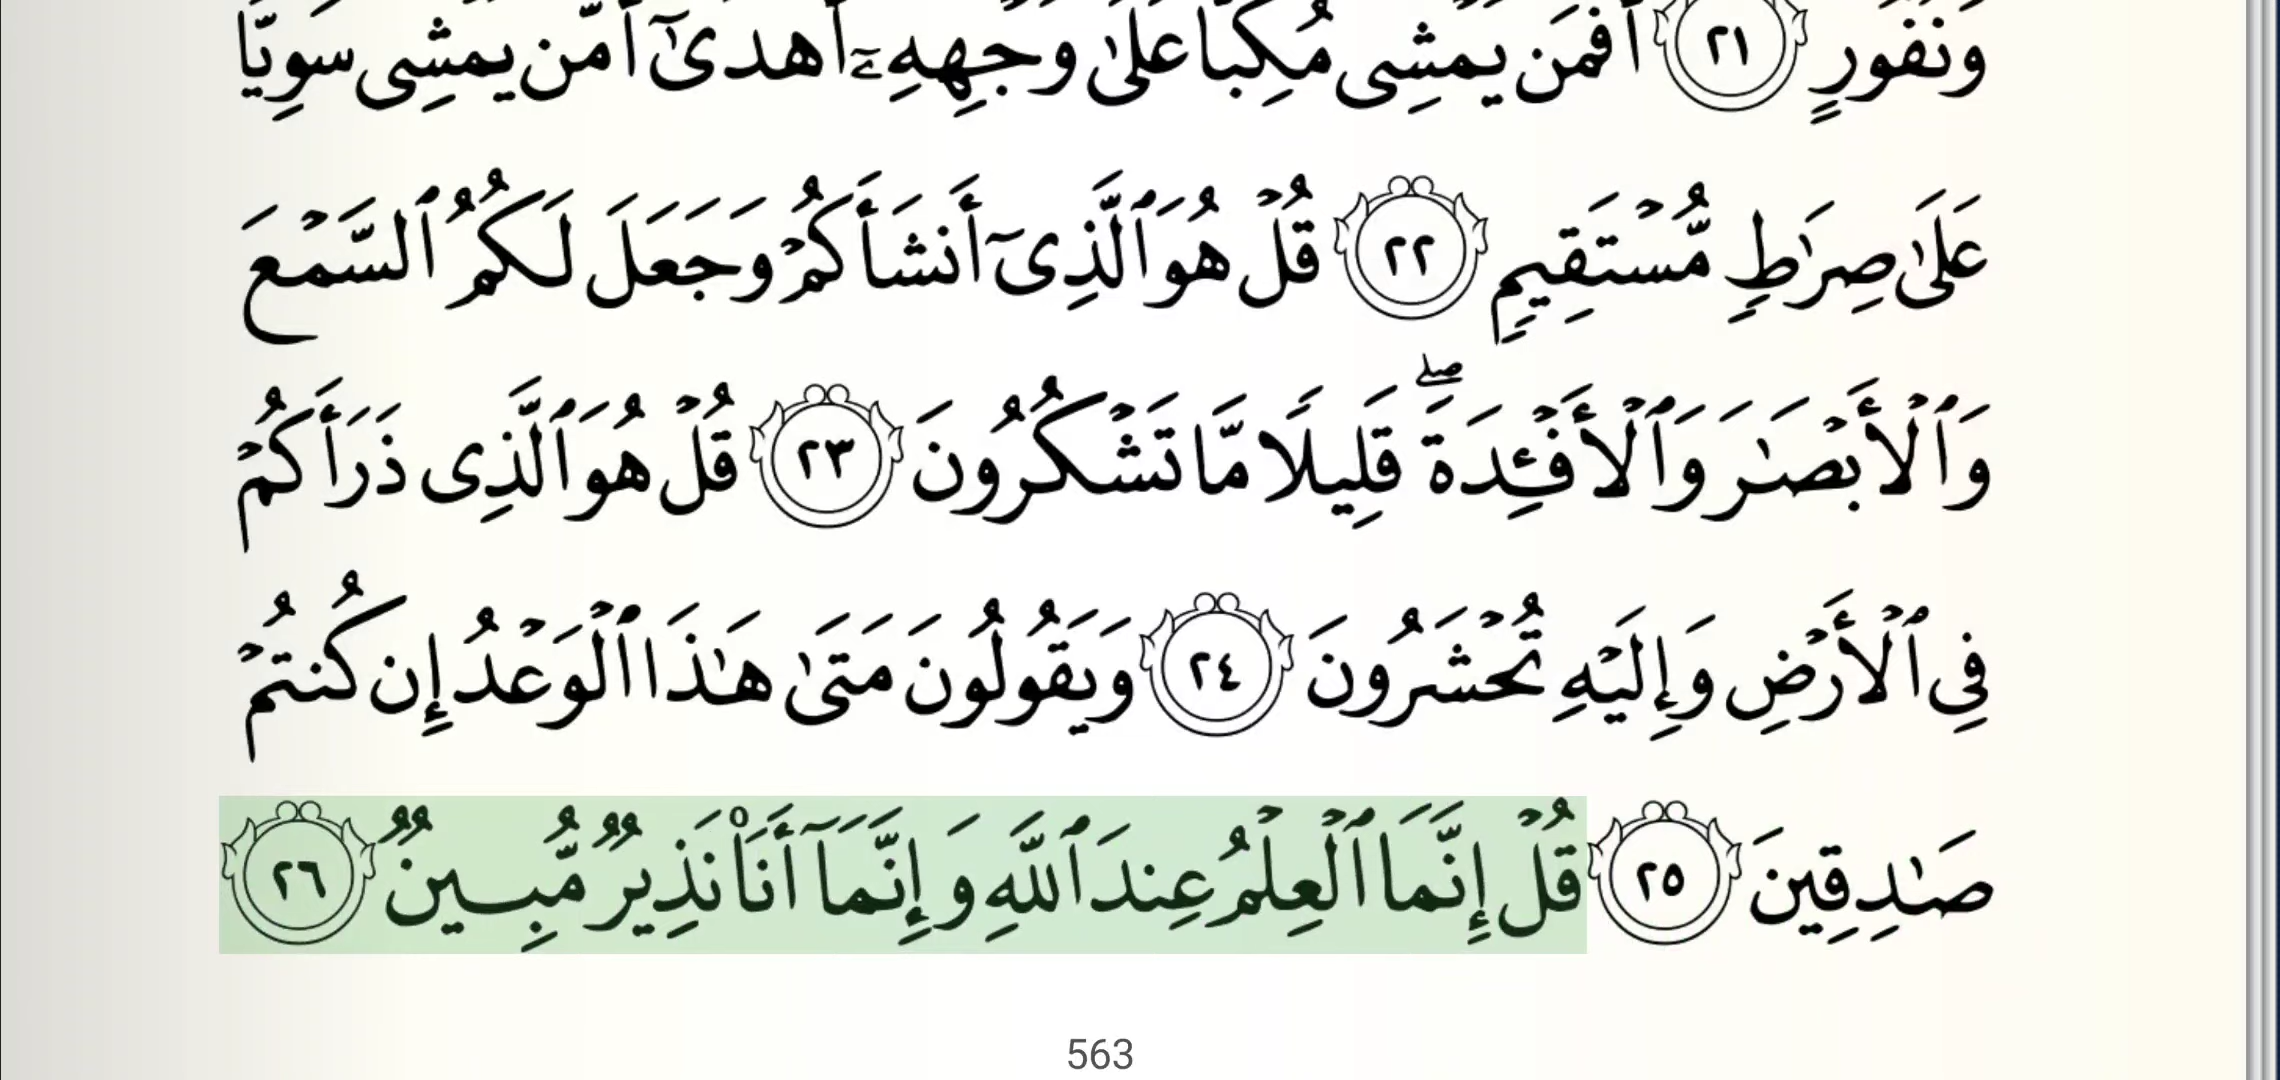 وَنُفُورٍ ٢١ أَفَمَن يَمْشِى مُكِبًّا عَلَىٰ وَجْهِهِۦٓ أَهْدَىٰٓ أَمَّن يَمْشِى سَوِيًّا
عَلَىٰ صِرَٰطٍ مُّسْتَقِيمٍ ٢٢ قُلْ هُوَ ٱلَّذِىٓ أَنشَأَكُمْ وَجَعَلَ لَكُمُ ٱلسَّمْعَ
وَٱلْأَبْصَٰرَ وَٱلْأَفْـِٔدَةَ ۖ قَلِيلًا مَّا تَشْكُرُونَ ٢٣ قُلْ هُوَ ٱلَّذِى ذَرَأَكُمْ
فِى ٱلْأَرْضِ وَإِلَيْهِ تُحْشَرُونَ ٢٤ وَيَقُولُونَ مَتَىٰ هَٰذَا ٱلْوَعْدُ إِن كُنتُمْ
صَٰدِقِينَ ٢٥ قُلْ إِنَّمَا ٱلْعِلْمُ عِندَ ٱللَّهِ وَإِنَّمَآ أَنَا۠ نَذِيرٌ مُّبِينٌ ٢٦
563